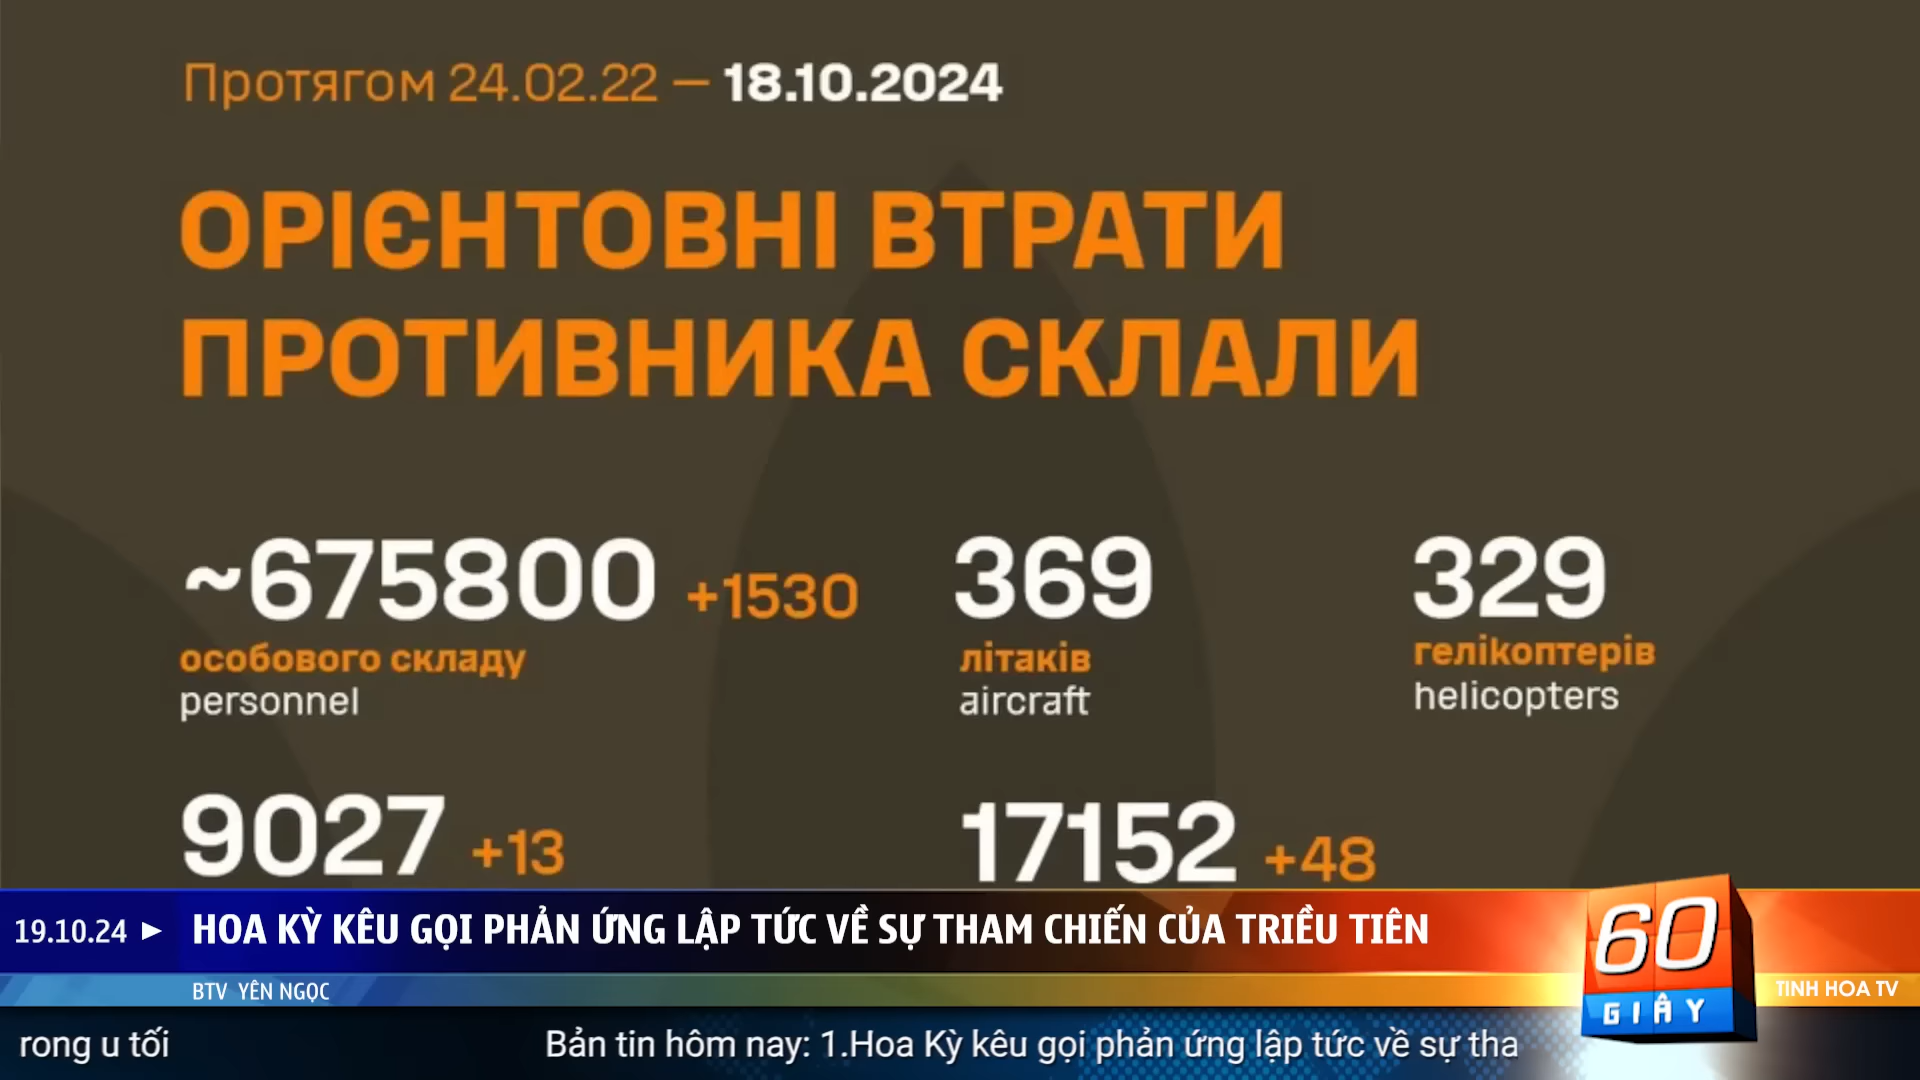 Протягом 24.02.22 — 18.10.2024
ОРІЄНТОВНІ ВТРАТИ
ПРОТИВНИКА СКЛАЛИ
~675800 +1530
особового складу
personnel
369
літаків
aircraft
329
гелікоптерів
helicopters
9027 +13
17152 +48
19.10.24 ► HOA KỲ KÊU GỌI PHẢN ỨNG LẬP TỨC VỀ SỰ THAM CHIẾN CỦA TRIỀU TIÊN
BTV YÊN NGỌC
60
GIÂY
TINH HOA TV
rong u tối
Bản tin hôm nay: 1.Hoa Kỳ kêu gọi phản ứng lập tức về sự tha